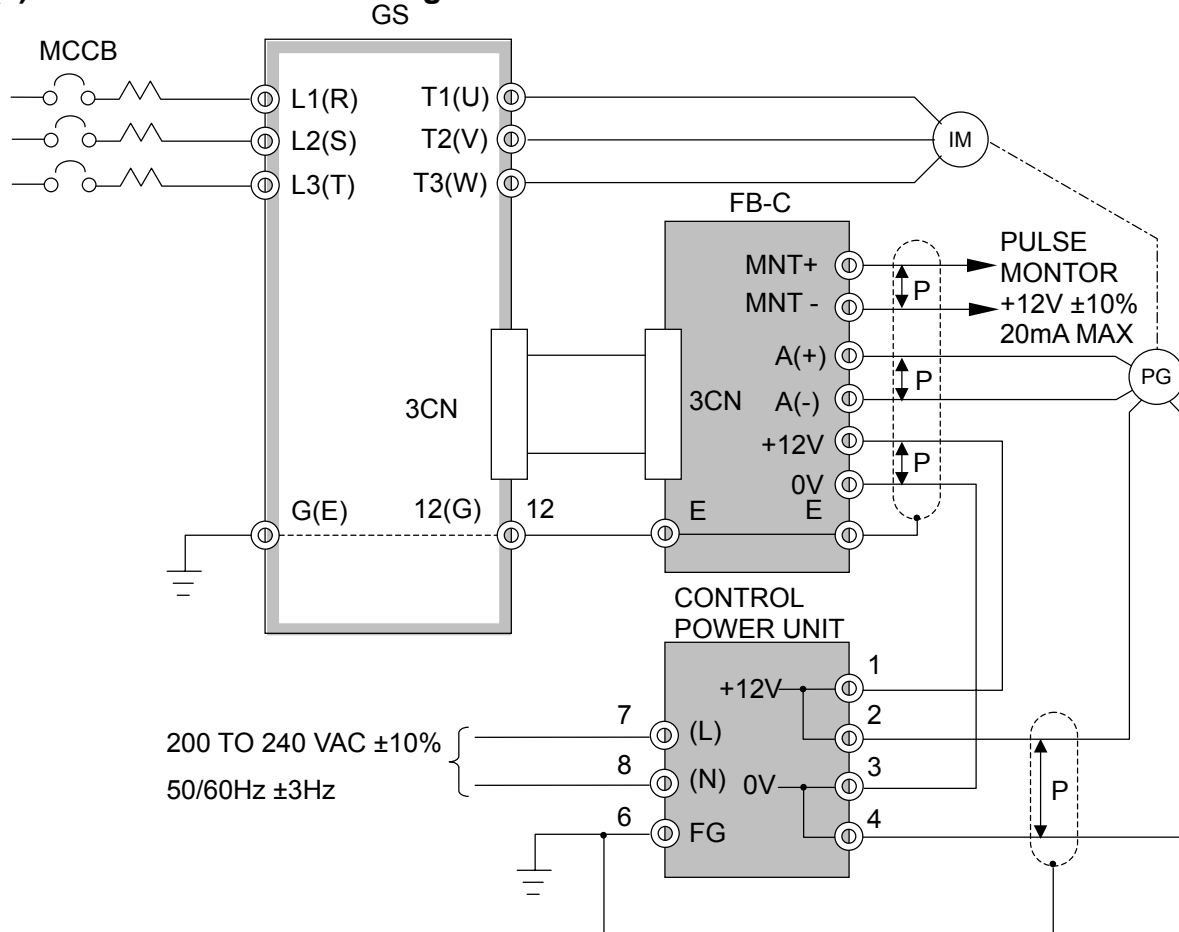 GS
MCCB
L1(R)
T1(U)
L2(S)
T2(V)
IM
L3(T)
T3(W)
FB-C
MNT+
P
PULSE
MONTOR
MNT -
+12V ±10%
20mA MAX
A(+)
P
PG
3CN
3CN
A(-)
+12V
P
0V
G(E)
12(G)
12
E
E
CONTROL
POWER UNIT
+12V
1
7
(L)
2
200 TO 240 VAC ±10%
8
(N)
0V
3
P
50/60Hz ±3Hz
6
FG
4